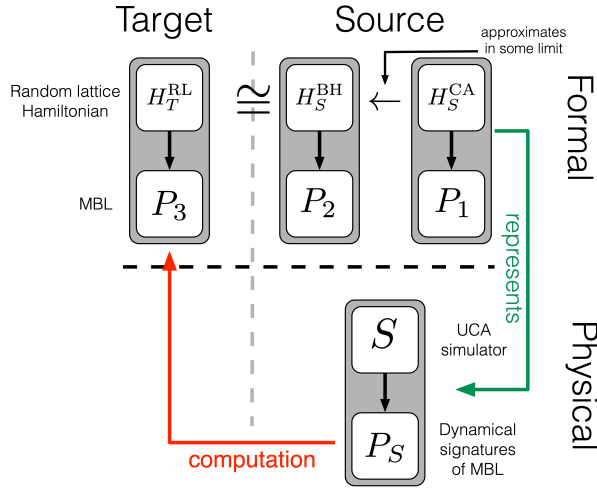 Target
Source
approximates
in some limit
Random lattice
Hamiltonian
H_T^RL
≅
H_S^BH
←
H_S^CA
Formal
MBL
P_3
P_2
P_1
represents
S
UCA
simulator
Physical
P_S
Dynamical
signatures
of MBL
computation